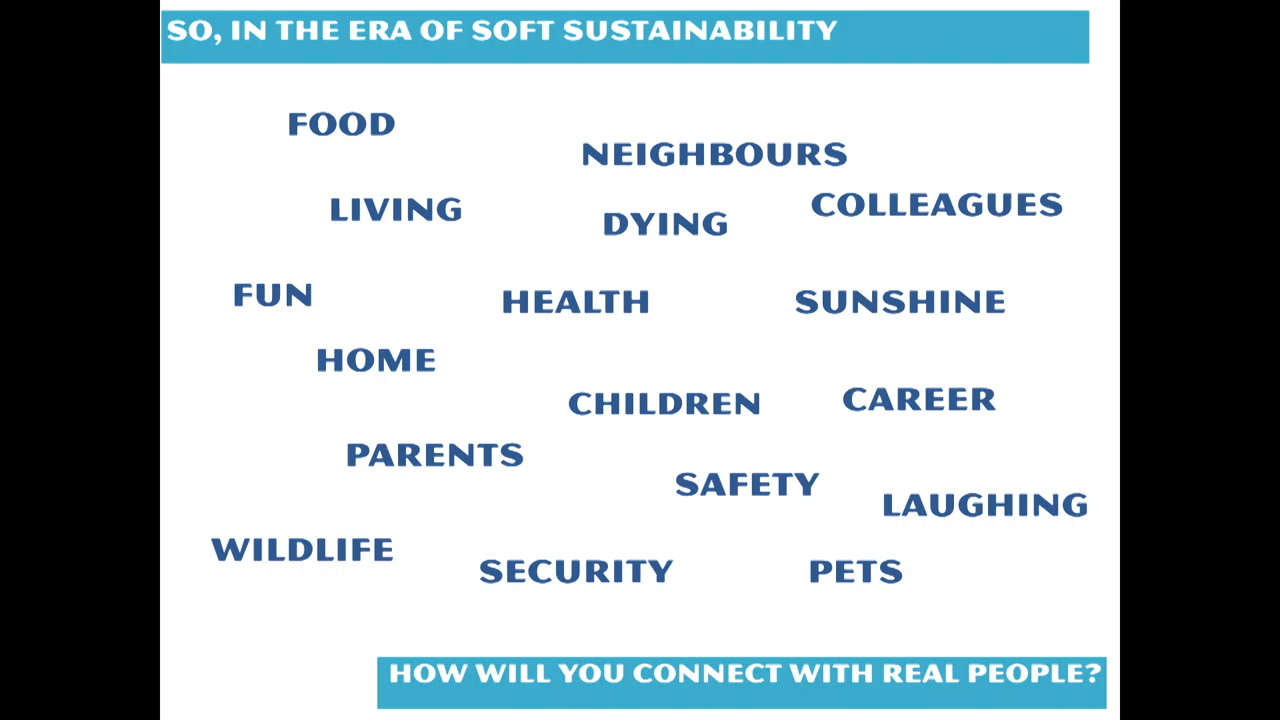 SO, IN THE ERA OF SOFT SUSTAINABILITY
FOOD
NEIGHBOURS
LIVING
DYING
COLLEAGUES
FUN
HEALTH
SUNSHINE
HOME
CHILDREN
CAREER
PARENTS
SAFETY
LAUGHING
WILDLIFE
SECURITY
PETS
HOW WILL YOU CONNECT WITH REAL PEOPLE?